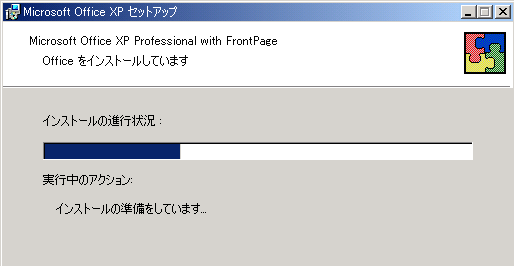 Microsoft Office XP セットアップ
Microsoft Office XP Professional with FrontPage
Office をインストールしています
インストールの進行状況 :
実行中のアクション:
インストールの準備をしています...